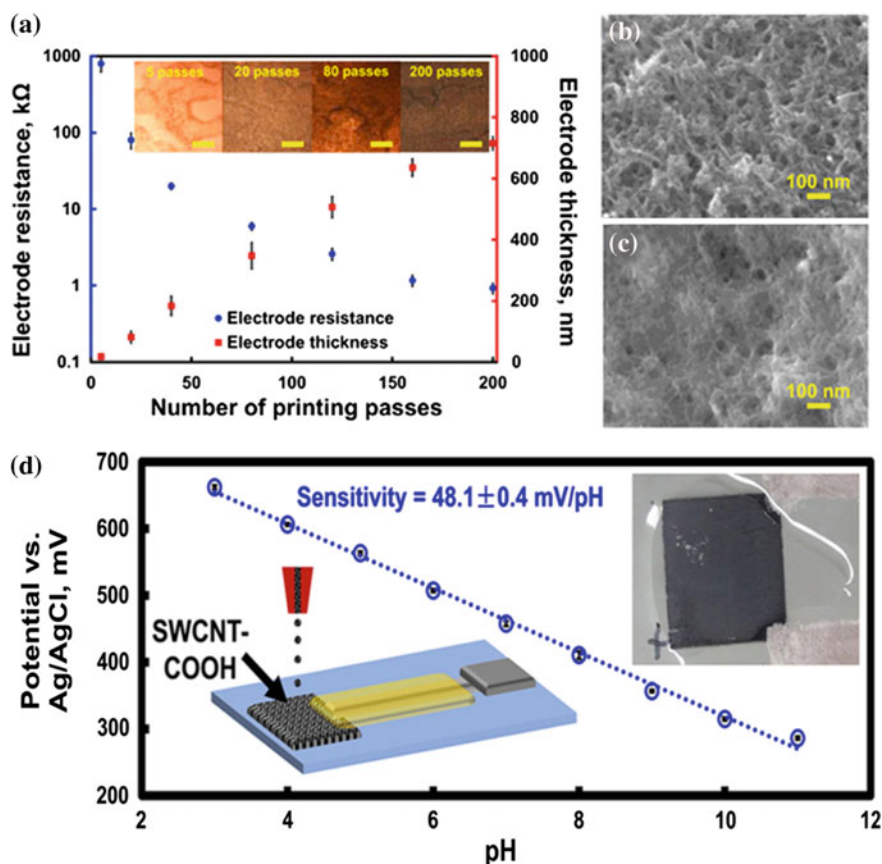 (a)
1000
100
10
1
0.1
Electrode resistance, kΩ
5 passes
20 passes
80 passes
200 passes
Electrode resistance
Electrode thickness
1000
800
600
400
200
0
Electrode thickness, nm
0
50
100
150
200
Number of printing passes
(b)
100 nm
(c)
100 nm
(d)
700
600
500
400
300
200
Potential vs.
Ag/AgCl, mV
Sensitivity = 48.1±0.4 mV/pH
SWCNT-
COOH
2
4
6
8
10
12
pH